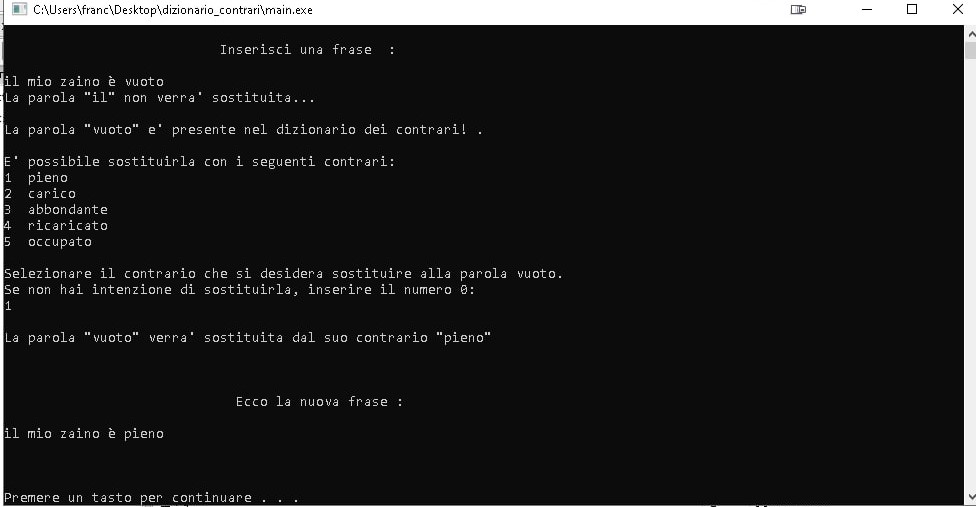 C:\Users\franc\Desktop\dizionario_contrari\main.exe
Inserisci una frase  :
il mio zaino è vuoto
La parola "il" non verra' sostituita...
La parola "vuoto" e' presente nel dizionario dei contrari! .
E' possibile sostituirla con i seguenti contrari:
1  pieno
2  carico
3  abbondante
4  ricaricato
5  occupato
Selezionare il contrario che si desidera sostituire alla parola vuoto.
Se non hai intenzione di sostituirla, inserire il numero 0:
1
La parola "vuoto" verra' sostituita dal suo contrario "pieno"
Ecco la nuova frase :
il mio zaino è pieno
Premere un tasto per continuare . . .